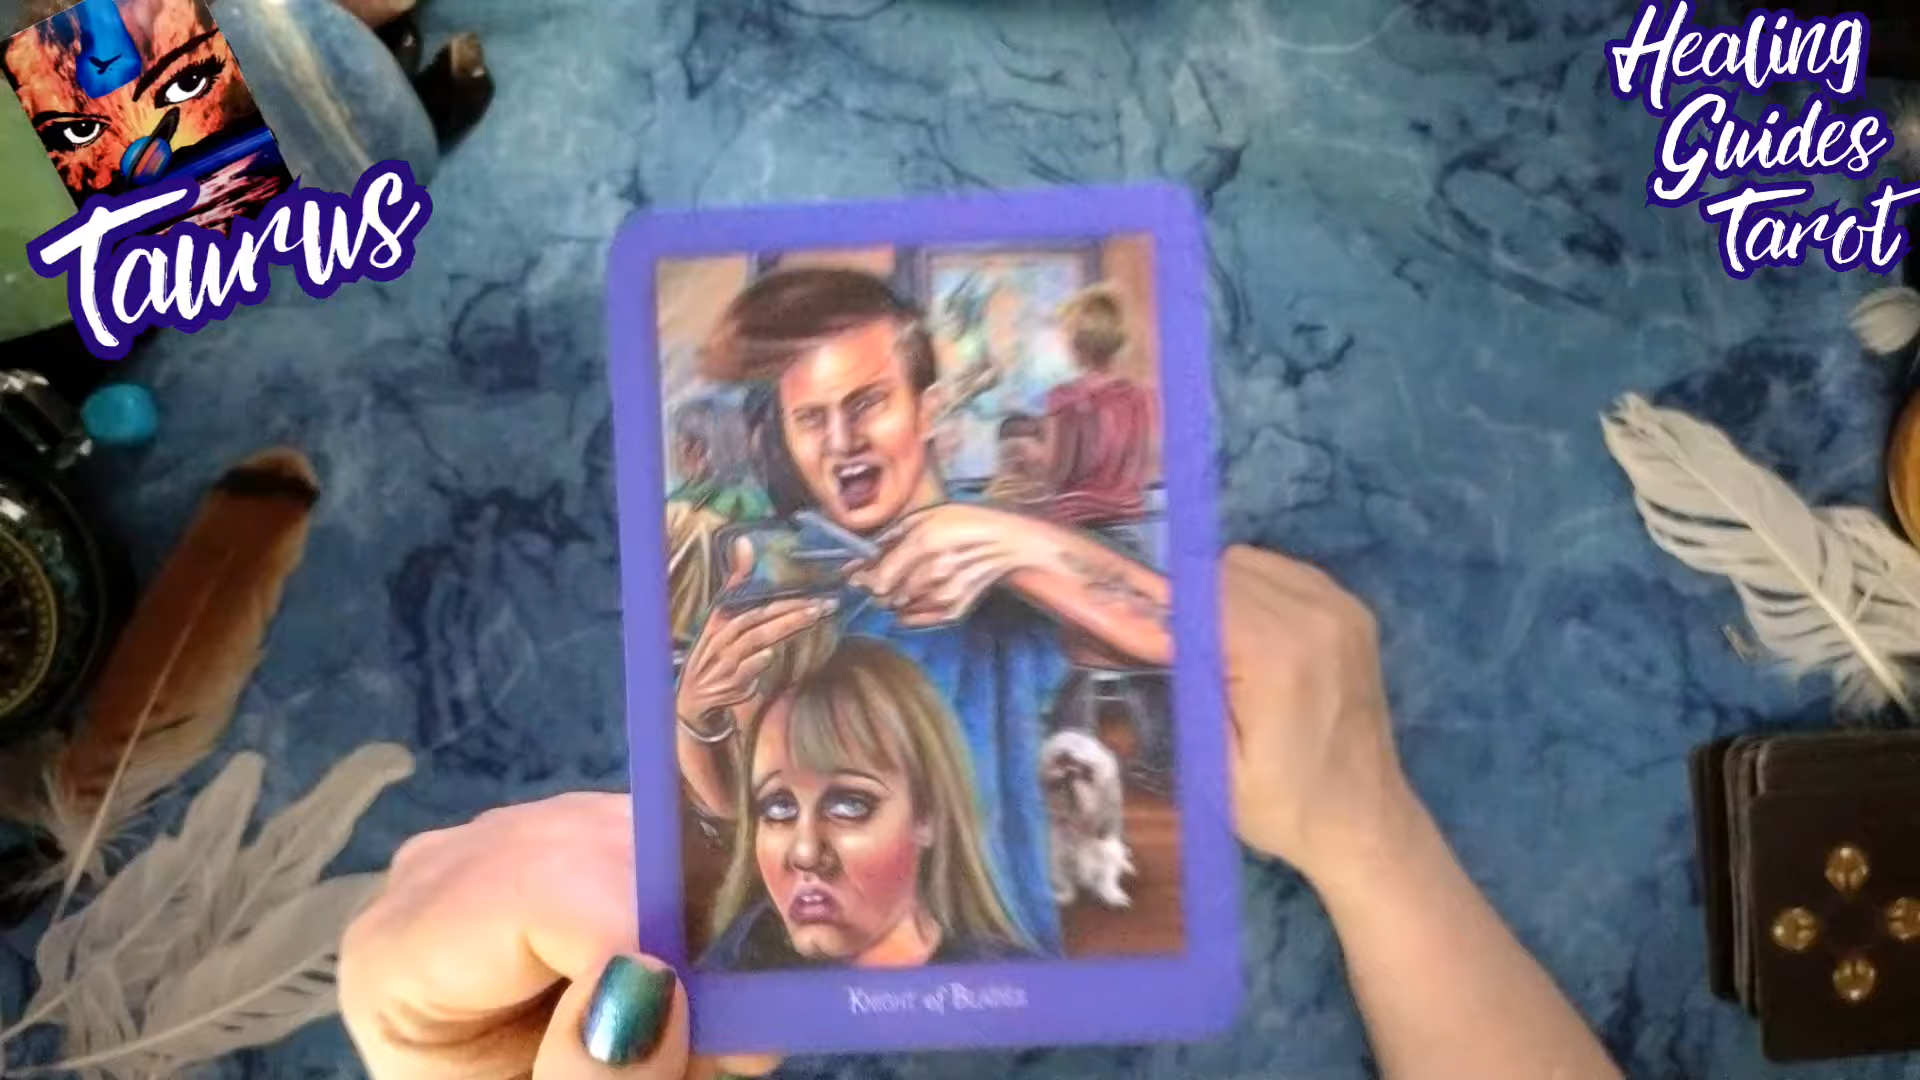 Taurus
Healing
Guides
Tarot
Knight of Blades